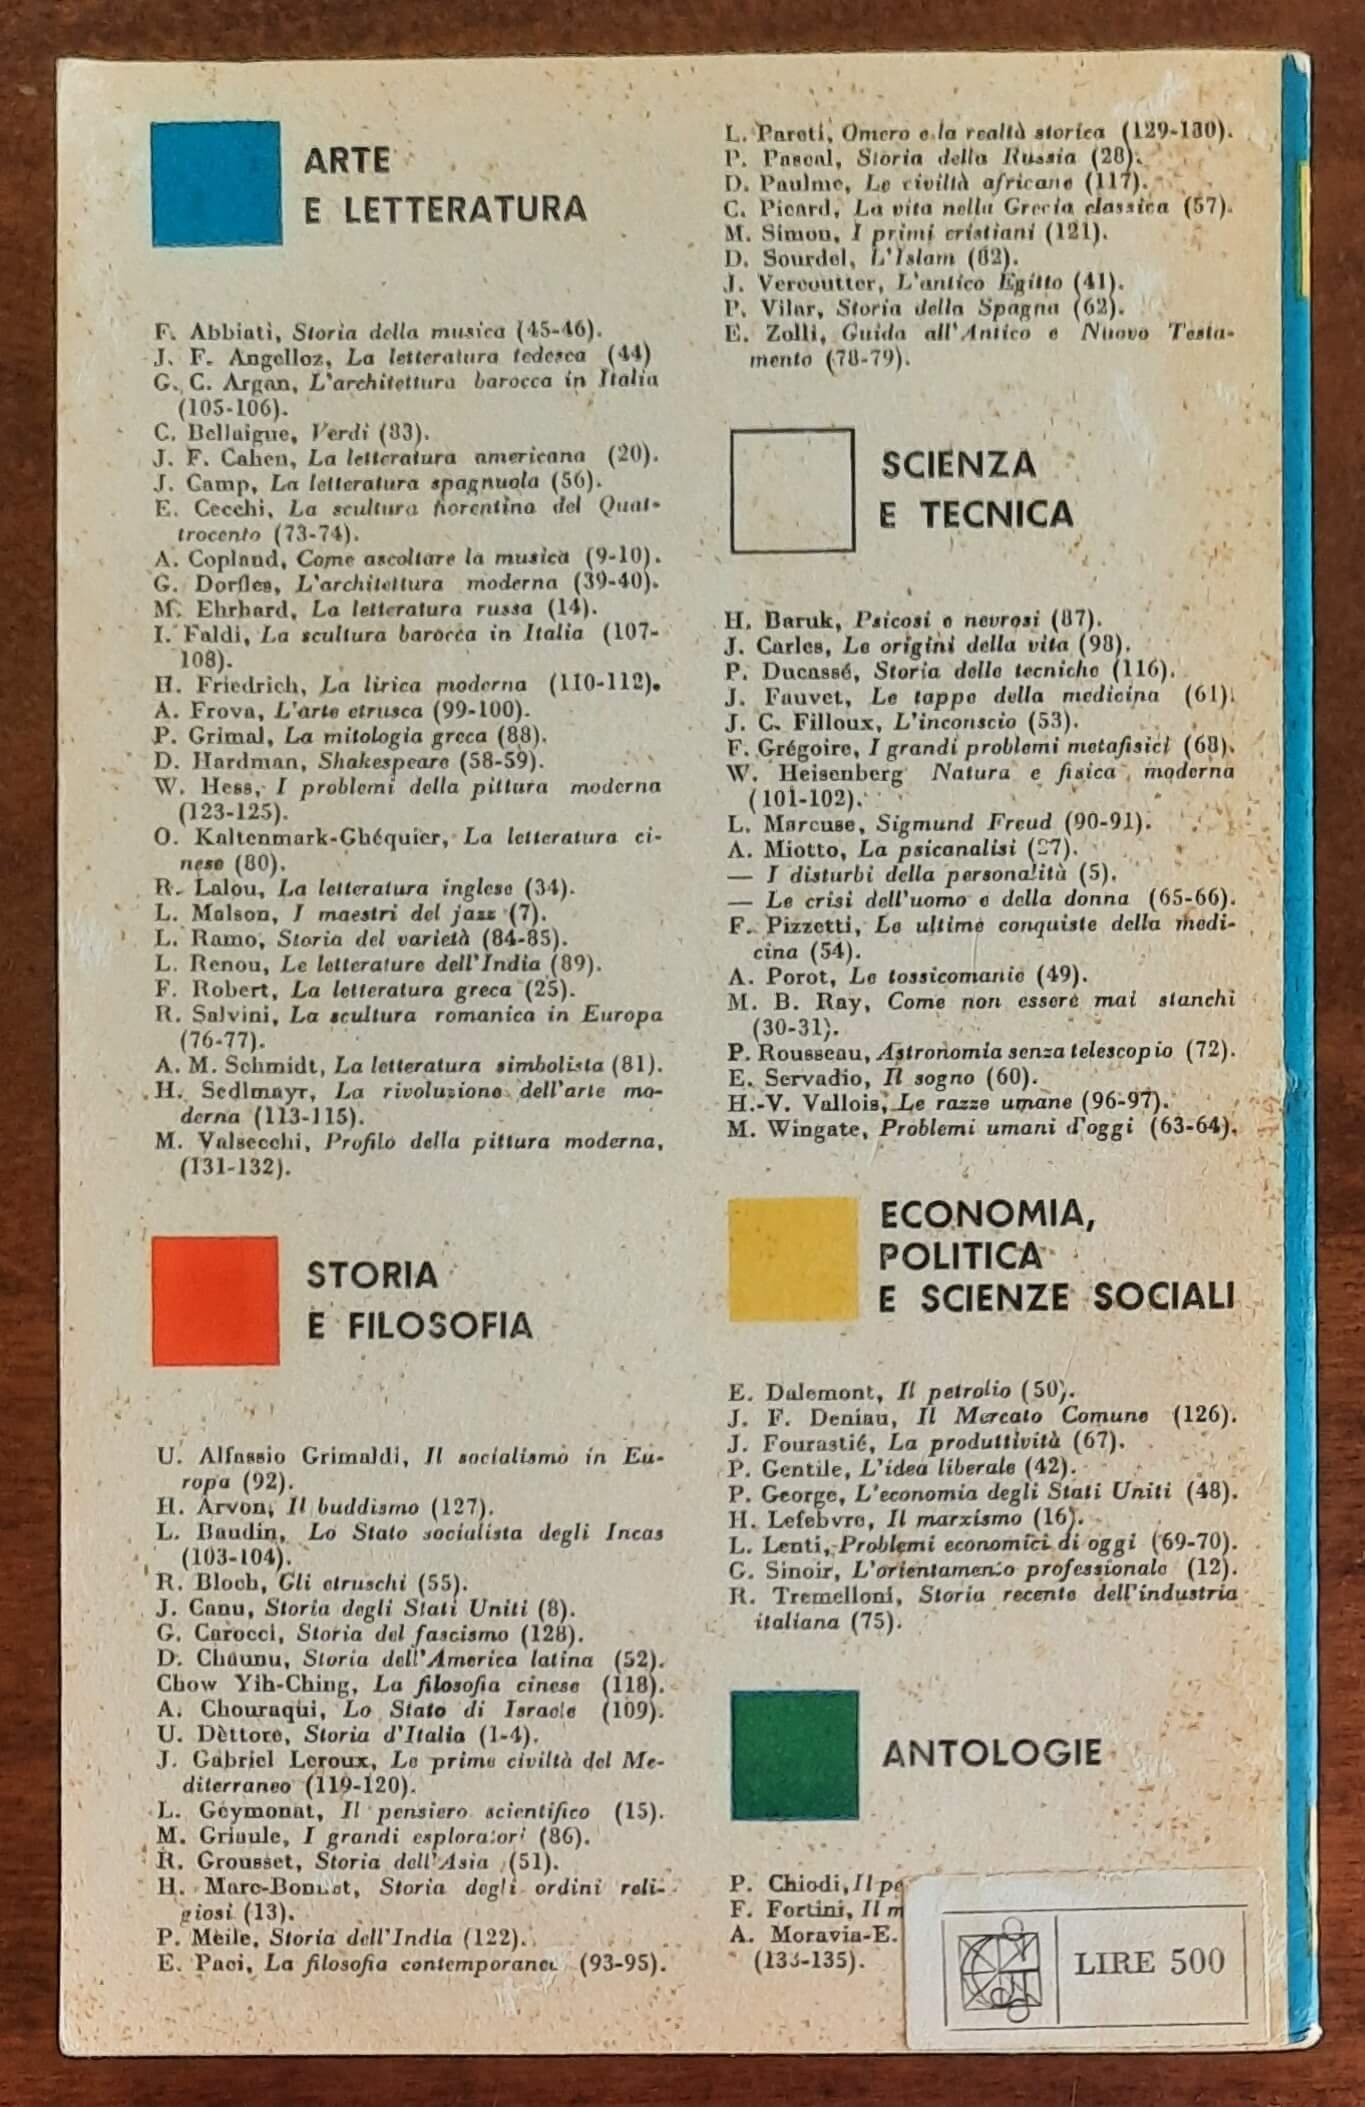 ARTE
E LETTERATURA
F. Abbiati, Storia della musica (45-46).
J. F. Angelloz, La letteratura tedesca (44)
G. C. Argan, L'architettura barocca in Italia
(105-106).
C. Bellaigue, Verdi (83).
J. F. Cahen, La letteratura americana (20).
J. Camp, La letteratura spagnuola (56).
E. Cecchi, La scultura fiorentina del Quat-
trocento (73-74).
A. Copland, Come ascoltare la musica (9-10).
G. Dorfles, L'architettura moderna (39-40).
M. Ehrhard, La letteratura russa (14).
I. Faldi, La scultura barocca in Italia (107-
108).
H. Friedrich, La lirica moderna (110-112).
A. Frova, L'arte etrusca (99-100).
P. Grimal, La mitologia greca (88).
D. Hardman, Shakespeare (58-59).
W. Hess, I problemi della pittura moderna
(123-125).
O. Kaltenmark-Ghéquier, La letteratura ci-
nese (80).
R. Lalou, La letteratura inglese (34).
L. Malson, I maestri del jazz (7).
L. Ramo, Storia del varietà (84-85).
L. Renou, Le letterature dell'India (89).
F. Robert, La letteratura greca (25).
R. Salvini, La scultura romanica in Europa
(76-77).
A. M. Schmidt, La letteratura simbolista (81).
H. Sedlmayr, La rivoluzione dell'arte mo-
derna (113-115).
M. Valsecchi, Profilo della pittura moderna,
(131-132).
STORIA
E FILOSOFIA
U. Alfassio Grimaldi, Il socialismo in Eu-
ropa (92).
H. Arvon, Il buddismo (127).
L. Baudin, Lo Stato socialista degli Incas
(103-104).
R. Bloch, Gli etruschi (55).
J. Canu, Storia degli Stati Uniti (8).
G. Carocci, Storia del fascismo (128).
D. Chaunu, Storia dell'America latina (52).
Chow Yih-Ching, La filosofia cinese (118).
A. Chouraqui, Lo Stato di Israele (109).
U. Dèttore, Storia d'Italia (1-4).
J. Gabriel Leroux, Le prime civiltà del Me-
diterraneo (119-120).
L. Geymonat, Il pensiero scientifico (15).
M. Griaule, I grandi esploratori (86).
R. Grousset, Storia dell'Asia (51).
H. Marc-Bonnet, Storia degli ordini reli-
giosi (13).
P. Meile, Storia dell'India (122).
E. Paci, La filosofia contemporanea (93-95).
L. Pareti, Omero e la realtà storica (129-130).
P. Pascal, Storia della Russia (28).
D. Paulme, Le civiltà africane (117).
C. Picard, La vita nella Grecia classica (57).
M. Simon, I primi cristiani (121).
D. Sourdel, L'Islam (82).
J. Vercoutter, L'antico Egitto (41).
P. Vilar, Storia della Spagna (62).
E. Zolli, Guida all'Antico e Nuovo Testa-
mento (78-79).
SCIENZA
E TECNICA
H. Baruk, Psicosi e nevrosi (87).
J. Carles, Le origini della vita (98).
P. Ducassé, Storia delle tecniche (116).
J. Fauvet, Le tappe della medicina (61).
J. C. Filloux, L'inconscio (53).
F. Grégoire, I grandi problemi metafisici (68).
W. Heisenberg Natura e fisica moderna
(101-102).
L. Marcuse, Sigmund Freud (90-91).
A. Miotto, La psicanalisi (27).
— I disturbi della personalità (5).
— Le crisi dell'uomo e della donna (65-66).
F. Pizzetti, Le ultime conquiste della medi-
cina (54).
A. Porot, Le tossicomanie (49).
M. B. Ray, Come non essere mai stanchi
(30-31).
P. Rousseau, Astronomia senza telescopio (72).
E. Servadio, Il sogno (60).
H.-V. Vallois, Le razze umane (96-97).
M. Wingate, Problemi umani d'oggi (63-64).
ECONOMIA,
POLITICA
E SCIENZE SOCIALI
E. Dalemont, Il petrolio (50).
J. F. Deniau, Il Mercato Comune (126).
J. Fourastié, La produttività (67).
P. Gentile, L'idea liberale (42).
P. George, L'economia degli Stati Uniti (48).
H. Lefebvre, Il marxismo (16).
L. Lenti, Problemi economici di oggi (69-70).
G. Sinoir, L'orientamento professionale (12).
R. Tremelloni, Storia recente dell'industria
italiana (75).
ANTOLOGIE
P. Chiodi, Il pe
F. Fortini, Il m
A. Moravia-E.
(133-135).
LIRE 500